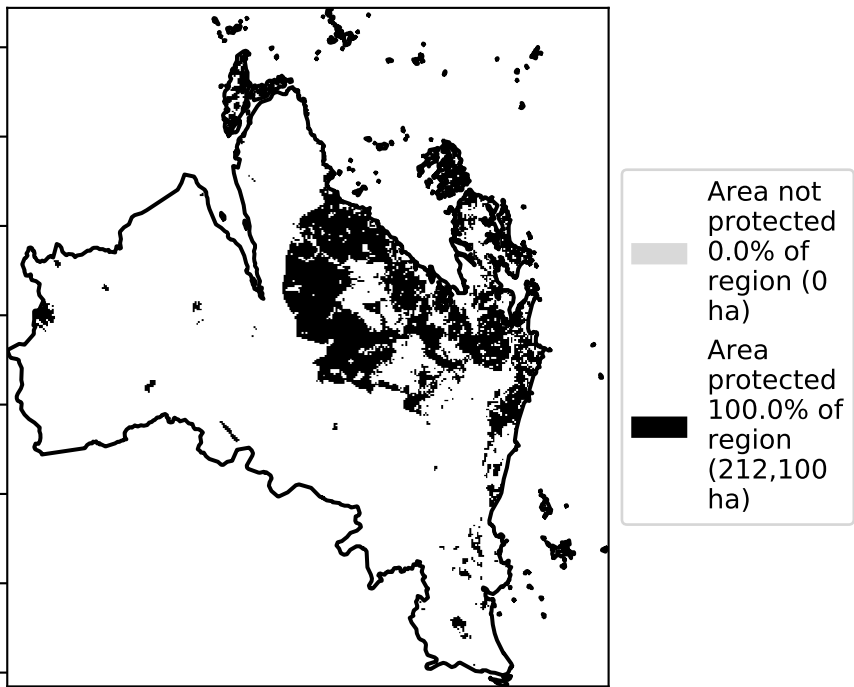 Area not
protected
0.0% of
region (0
ha)
Area
protected
100.0% of
region
(212,100
ha)